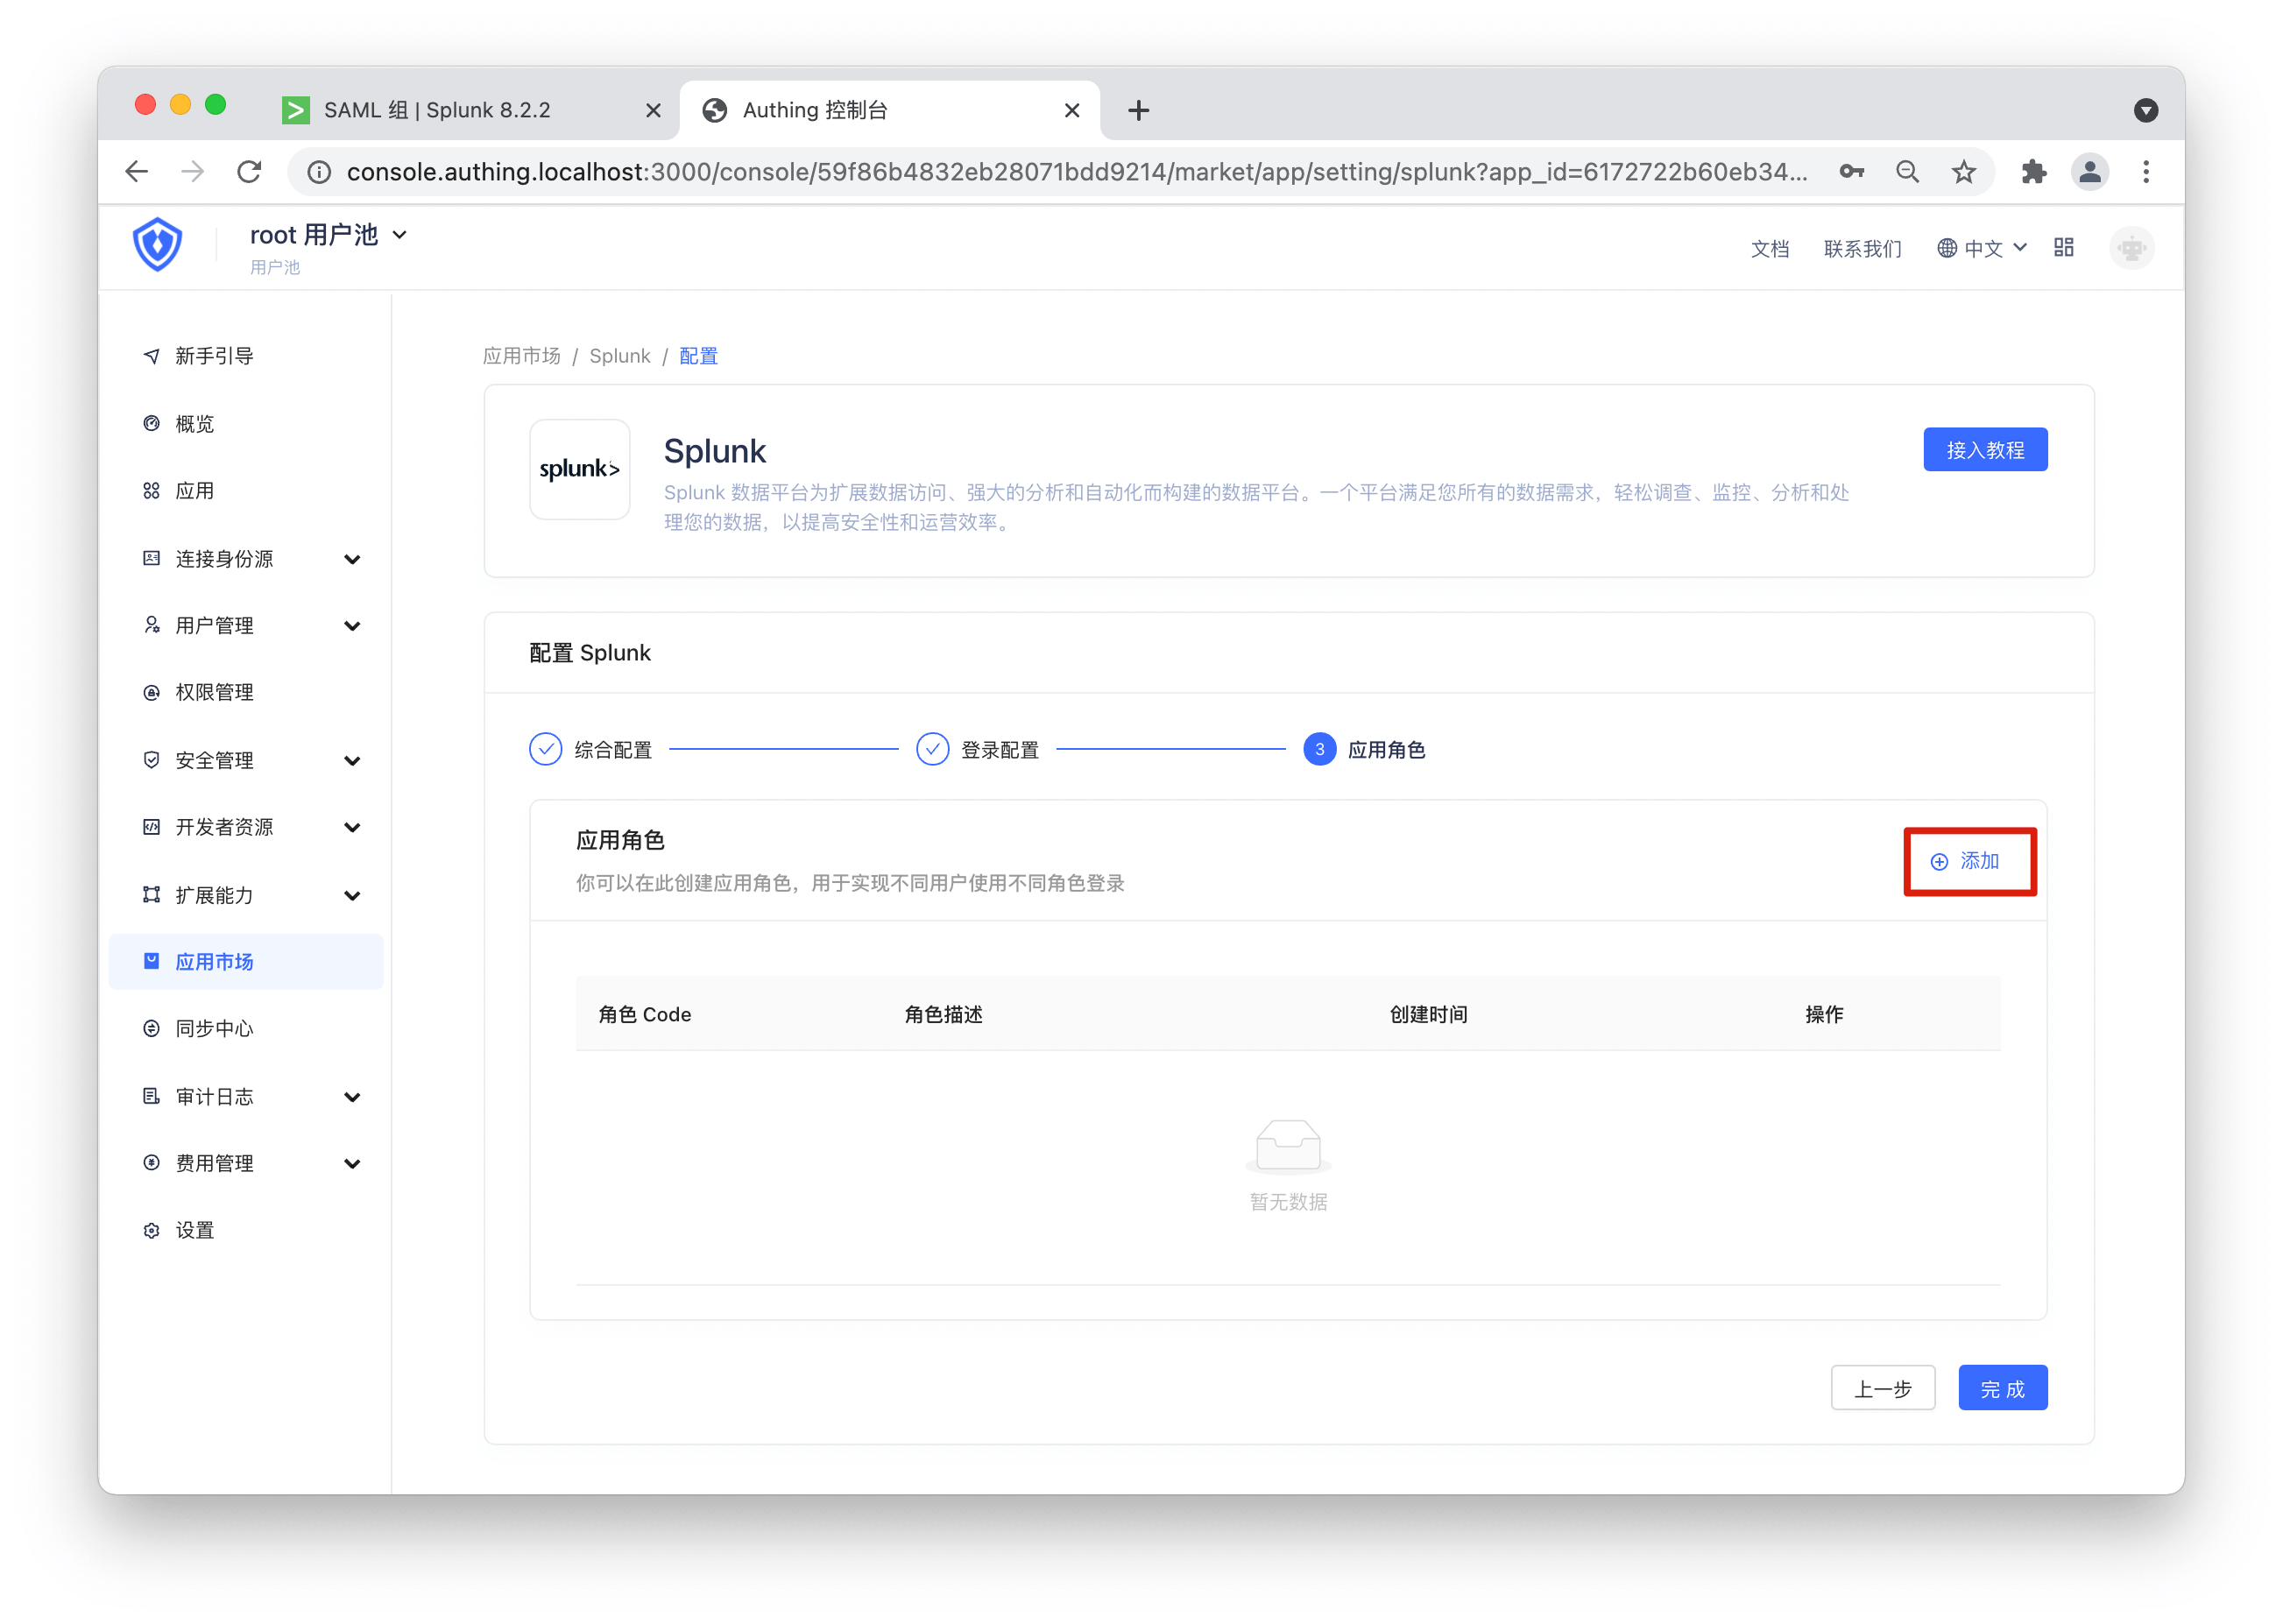 SAML 组 | Splunk 8.2.2
Authing 控制台
console.authing.localhost:3000/console/59f86b4832eb28071bdd9214/market/app/setting/splunk?app_id=6172722b60eb34...
root 用户池
用户池
文档
联系我们
中文
新手引导
概览
应用
连接身份源
用户管理
权限管理
安全管理
开发者资源
扩展能力
应用市场
同步中心
审计日志
费用管理
设置
应用市场 / Splunk / 配置
splunk>
Splunk
接入教程
Splunk 数据平台为扩展数据访问、强大的分析和自动化而构建的数据平台。一个平台满足您所有的数据需求，轻松调查、监控、分析和处
理您的数据，以提高安全性和运营效率。
配置 Splunk
综合配置
登录配置
3 应用角色
应用角色
你可以在此创建应用角色，用于实现不同用户使用不同角色登录
添加
角色 Code 角色描述 创建时间 操作
暂无数据
上一步
完 成